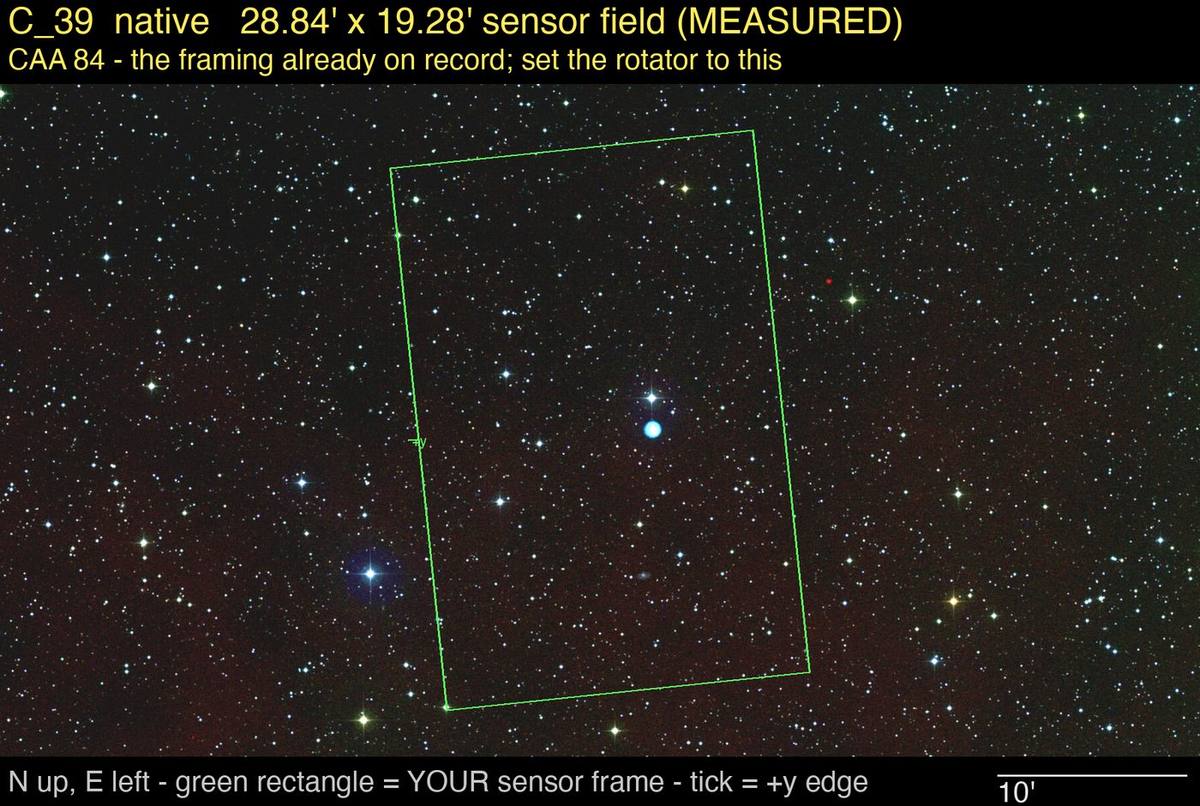 C_39 native 28.84' x 19.28' sensor field (MEASURED)
CAA 84 - the framing already on record; set the rotator to this
+y
N up, E left - green rectangle = YOUR sensor frame - tick = +y edge
10'